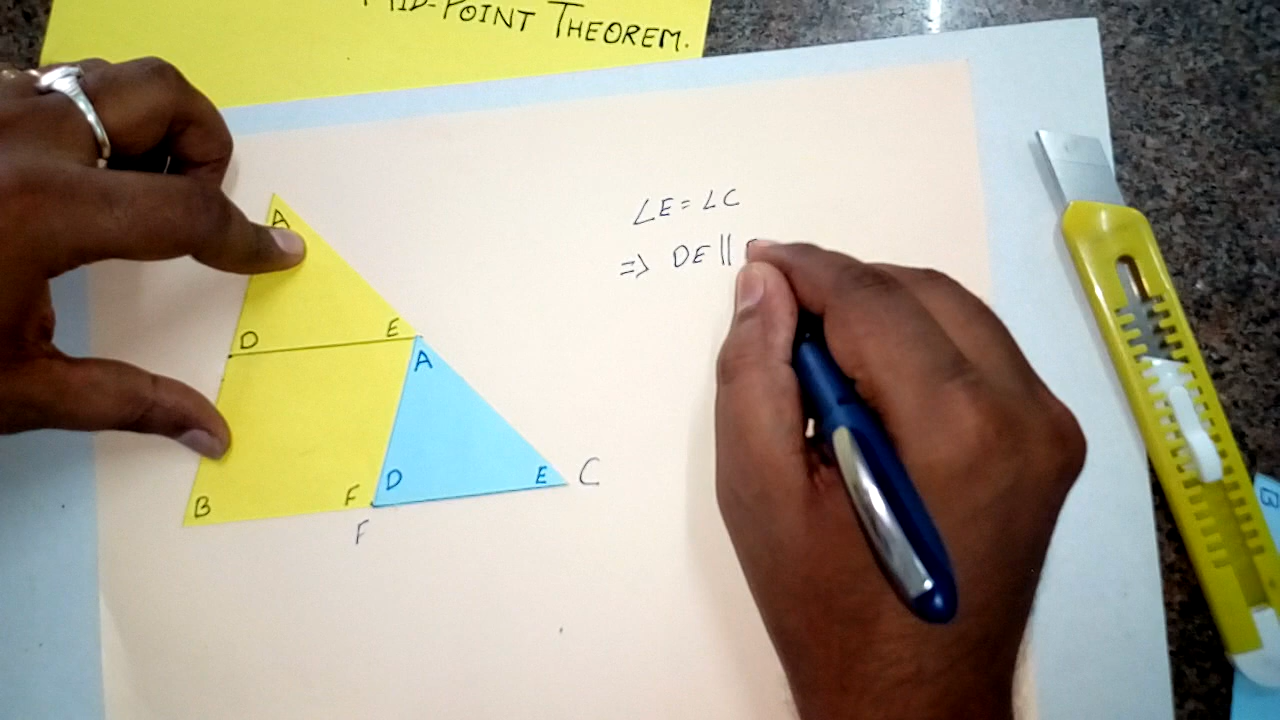 MID-POINT THEOREM.
A
∠E=∠C
=> DE ||
D E
A
D E C
B F
F
B